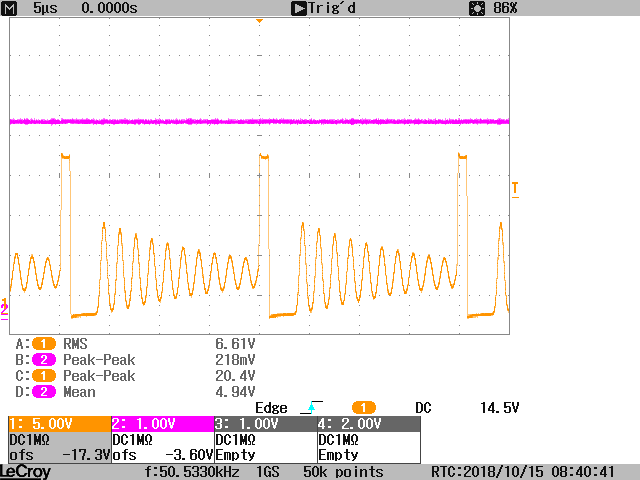 M 5µs 0.0000s Trig'd 86%
T
1
2
A: 1 RMS 6.61V
B: 2 Peak-Peak 218mV
C: 1 Peak-Peak 20.4V
D: 2 Mean 4.94V
Edge 1 DC 14.5V
1: 5.00V 2: 1.00V 3: 1.00V 4: 2.00V
DC1MΩ DC1MΩ DC1MΩ DC1MΩ
ofs -17.3V ofs -3.60V Empty Empty
LeCroy f:50.5330kHz 1GS 50k points RTC:2018/10/15 08:40:41